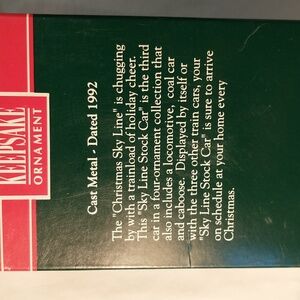 KEEPSAKE
ORNAMENT
Cast Metal · Dated 1992
The "Christmas Sky Line" is chugging
by with a trainload of holiday cheer.
This "Sky Line Stock Car" is the third
car in a four-ornament collection that
also includes a locomotive, coal car
and caboose. Displayed by itself or
with the three other train cars, your
"Sky Line Stock Car" is sure to arrive
on schedule at your home every
Christmas.